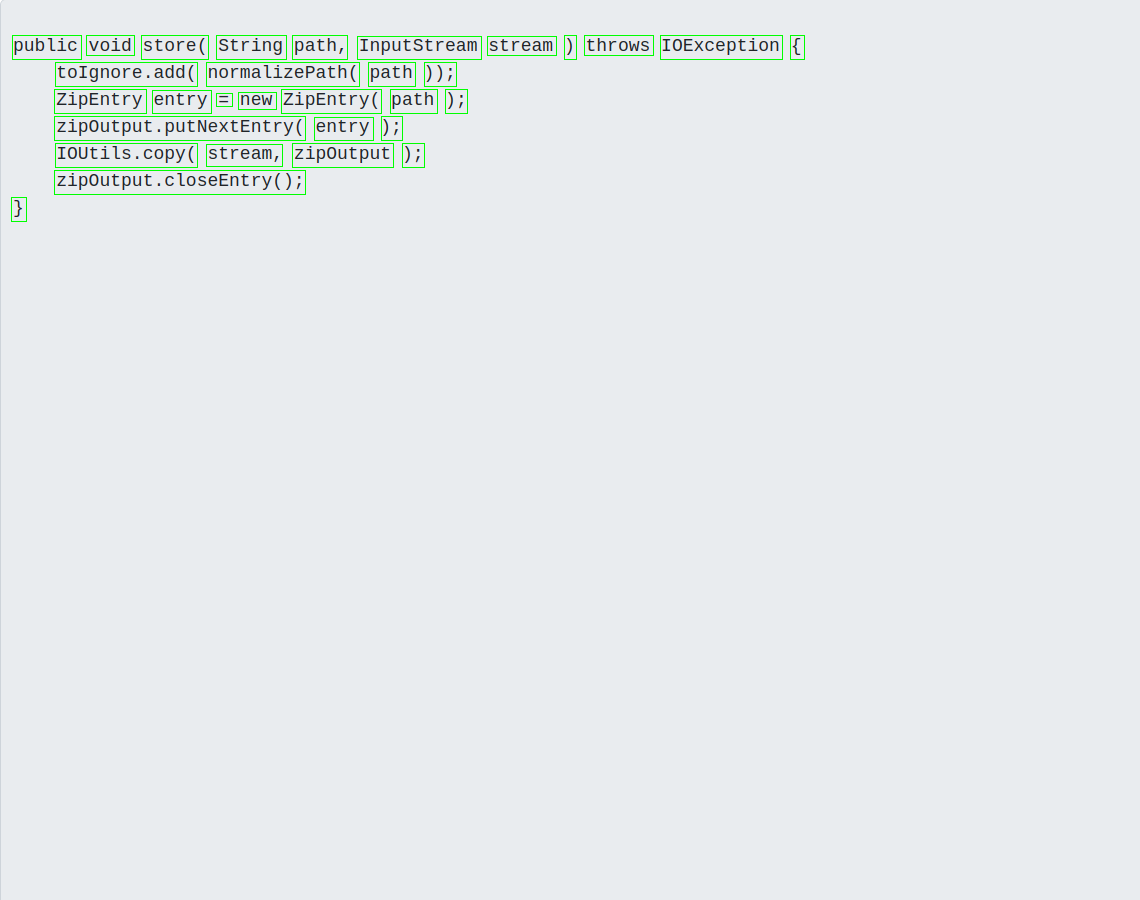 public void store( String path, InputStream stream ) throws IOException {
    toIgnore.add( normalizePath( path ));
    ZipEntry entry = new ZipEntry( path );
    zipOutput.putNextEntry( entry );
    IOUtils.copy( stream, zipOutput );
    zipOutput.closeEntry();
}